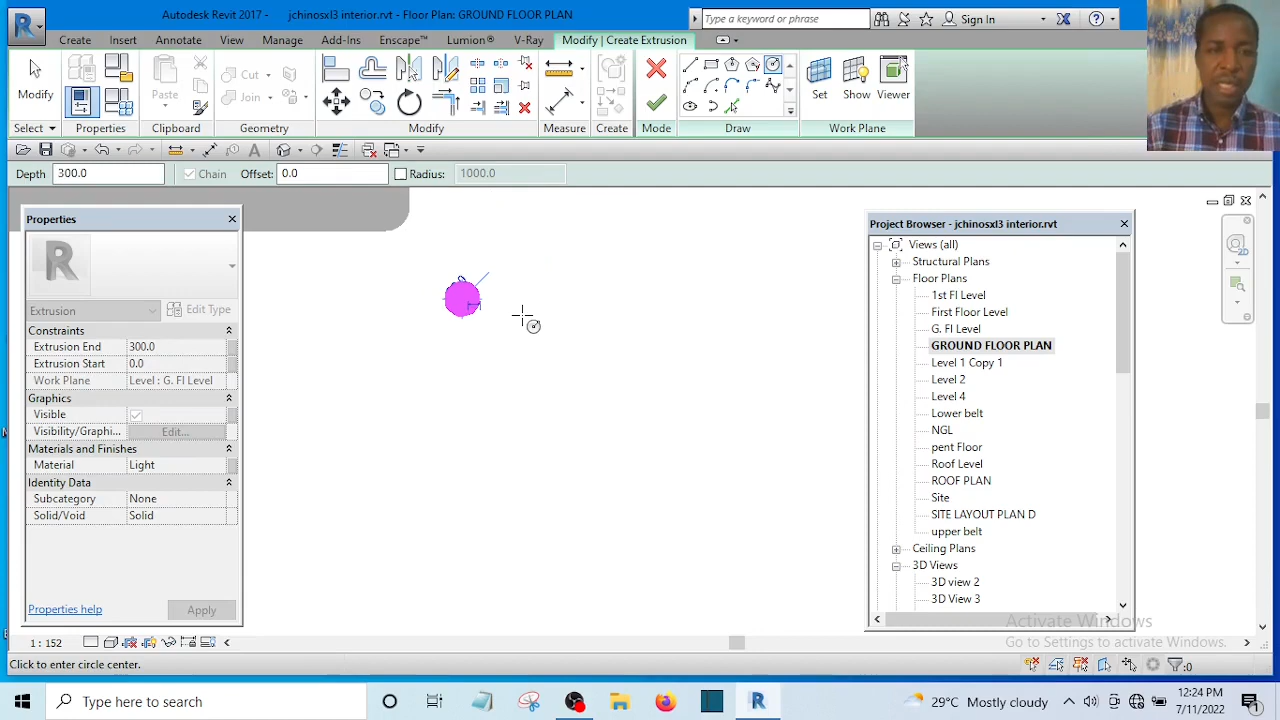 Autodesk Revit 2017 - jchinosxl3 interior.rvt - Floor Plan: GROUND FLOOR PLAN
Type a keyword or phrase
Sign In
Create Insert Annotate View Manage Add-Ins Enscape™ Lumion® V-Ray Modify | Create Extrusion
Modify
Paste
Cut
Join
Set Show Viewer
Select Properties Clipboard Geometry Modify Measure Create Mode Draw Work Plane
Depth 300.0 Chain Offset: 0.0 Radius: 1000.0
Properties
R
Extrusion Edit Type
Constraints
Extrusion End 300.0
Extrusion Start 0.0
Work Plane Level : G. Fl Level
Graphics
Visible
Visibility/Graphi... Edit...
Materials and Finishes
Material Light
Identity Data
Subcategory None
Solid/Void Solid
Properties help Apply
Project Browser - jchinosxl3 interior.rvt
Views (all)
Structural Plans
Floor Plans
1st Fl Level
First Floor Level
G. Fl Level
GROUND FLOOR PLAN
Level 1 Copy 1
Level 2
Level 4
Lower belt
NGL
pent Floor
Roof Level
ROOF PLAN
Site
SITE LAYOUT PLAN D
upper belt
Ceiling Plans
3D Views
3D view 2
3D View 3
2D
Activate Windows
Go to Settings to activate Windows.
1 : 152
Click to enter circle center.
:0
Type here to search
29°C Mostly cloudy
12:24 PM
7/11/2022